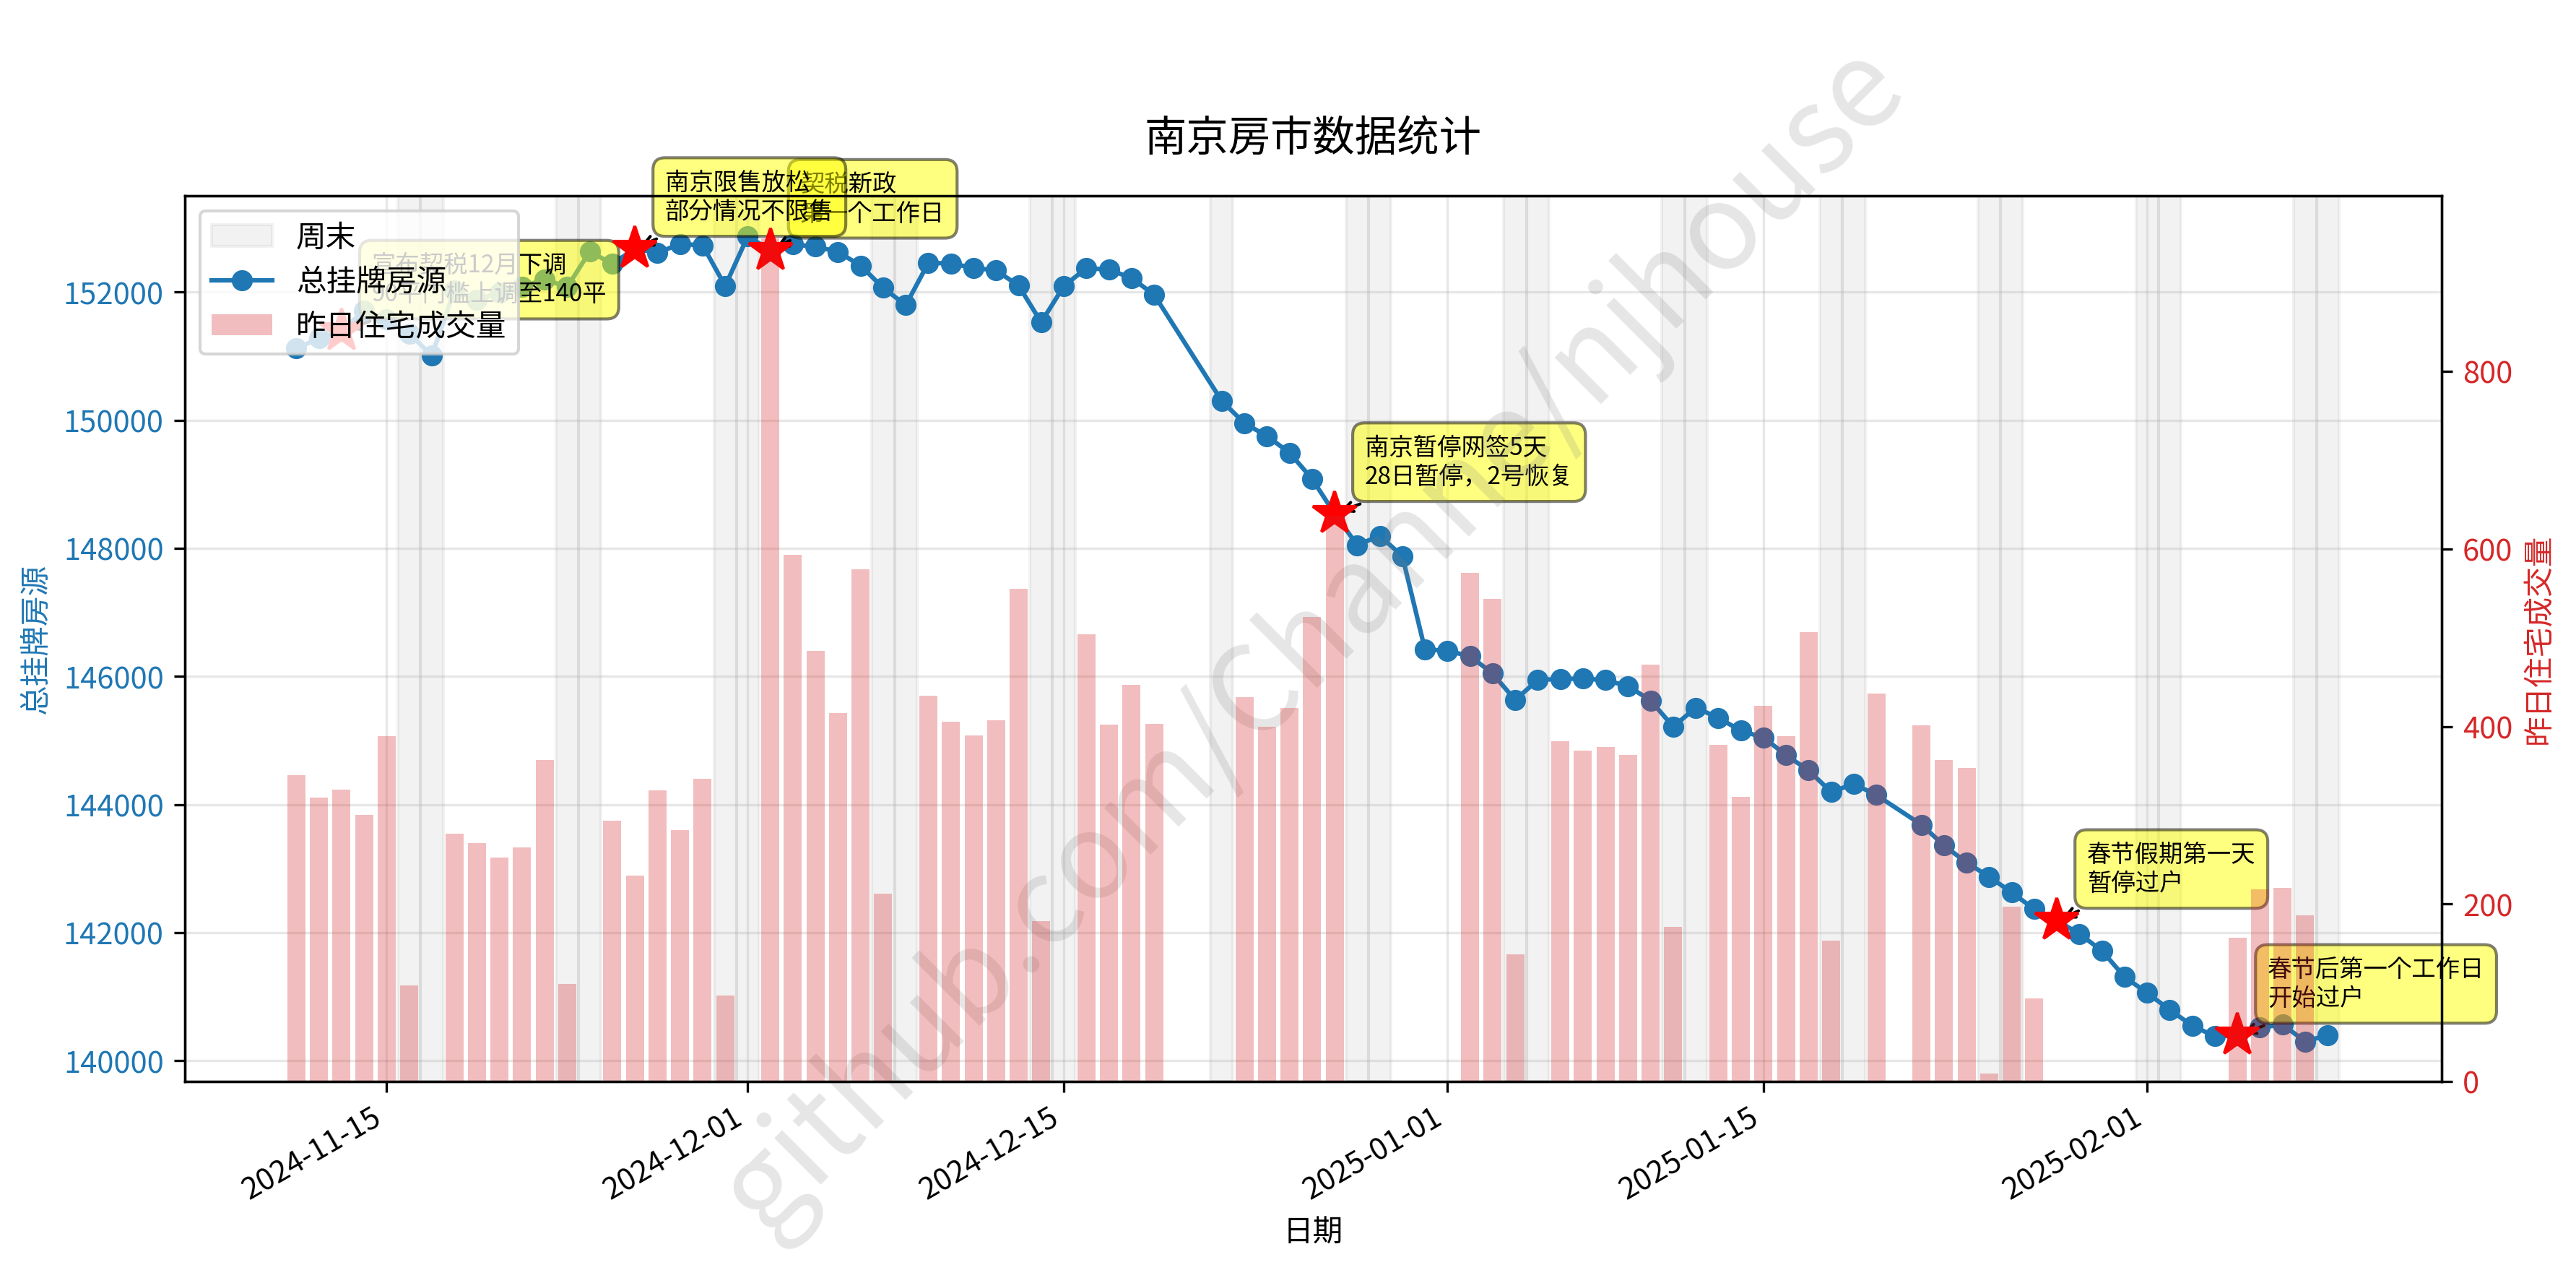 南京房市数据统计
南京限售放松
部分情况不限售
契税新政
第一个工作日
周末
总挂牌房源
昨日住宅成交量
宣布契税12月下调
90平门槛上调至140平
南京暂停网签5天
28日暂停，2号恢复
春节假期第一天
暂停过户
春节后第一个工作日
开始过户
总挂牌房源
152000
150000
148000
146000
144000
142000
140000
昨日住宅成交量
800
600
400
200
0
2024-11-15
2024-12-01
2024-12-15
2025-01-01
2025-01-15
2025-02-01
日期
github.com/Channe/njhouse